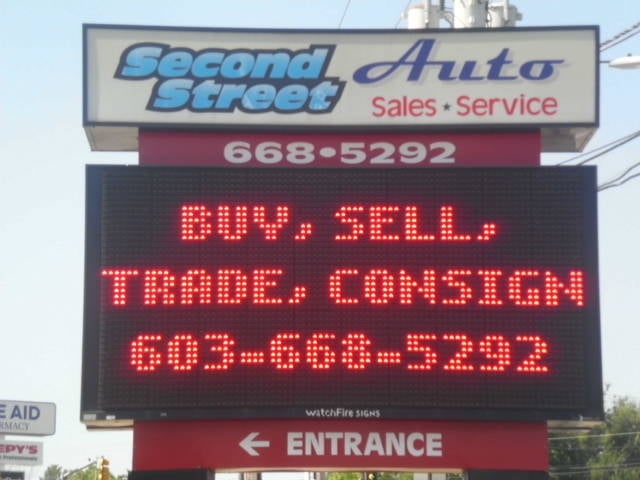 Second Street
Auto
Sales ★ Service
668•5292
BUY, SELL,
TRADE, CONSIGN
603-668-5292
WatchFire SIGNS
← ENTRANCE
E AID
RMACY
EPY'S